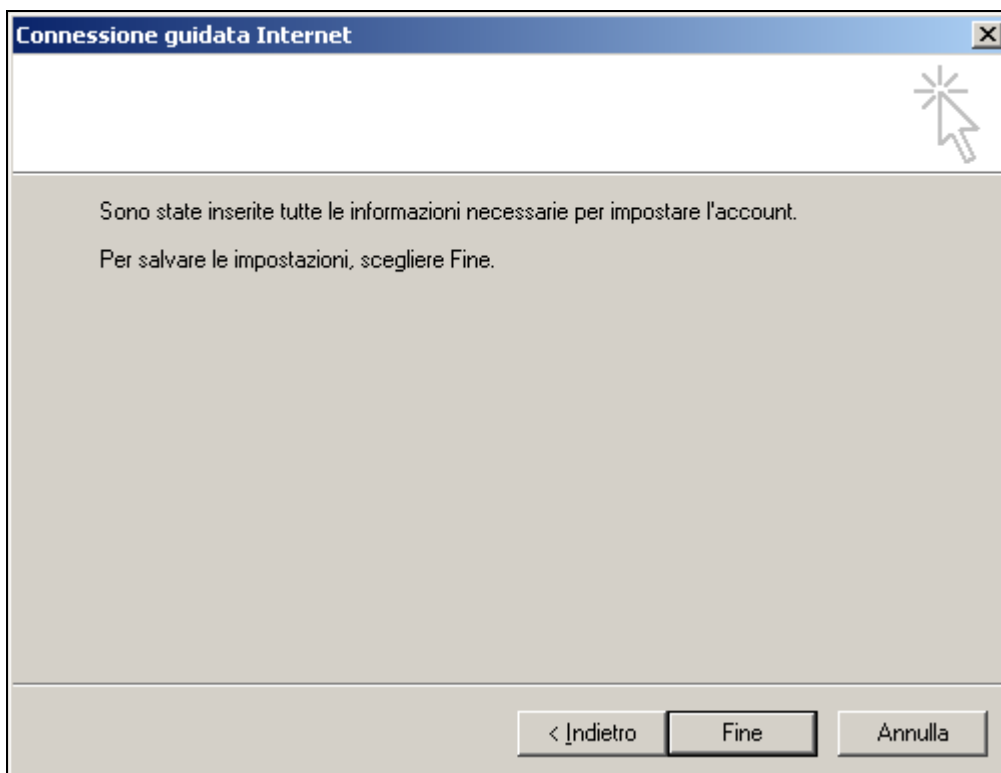 Connessione guidata Internet
Sono state inserite tutte le informazioni necessarie per impostare l'account.
Per salvare le impostazioni, scegliere Fine.
< Indietro
Fine
Annulla